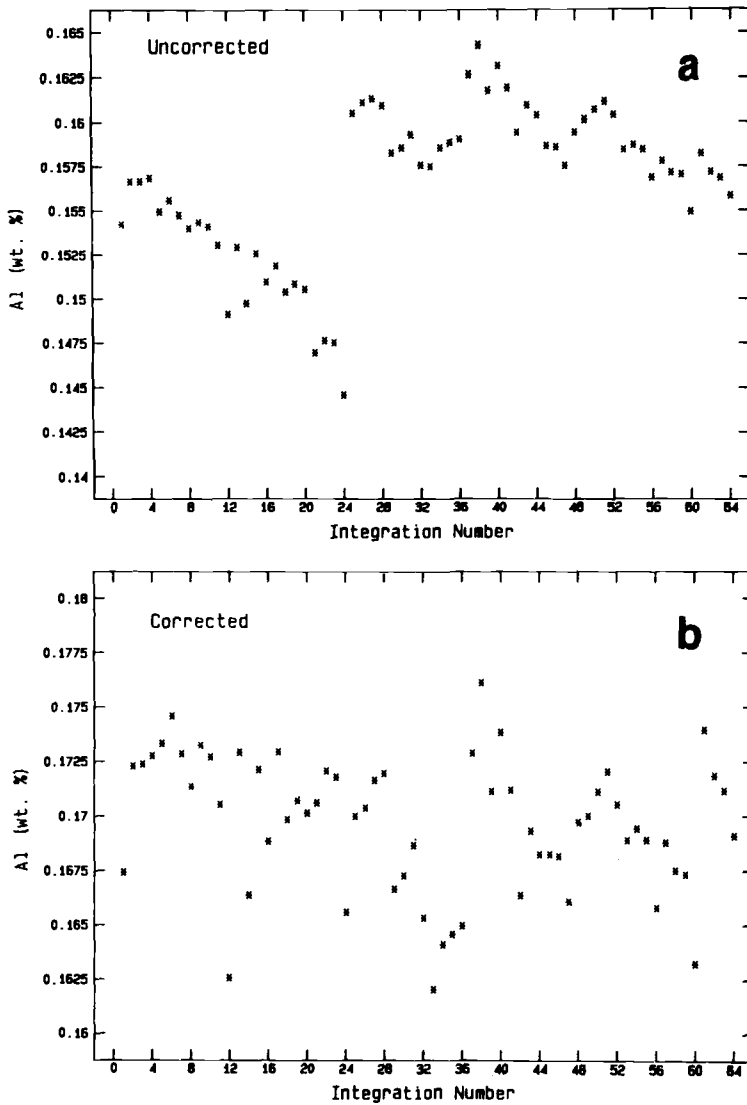 Uncorrected
a
0.165
0.1625
0.16
0.1575
0.155
0.1525
0.15
0.1475
0.145
0.1425
0.14
Al (wt. %)
0 4 8 12 16 20 24 28 32 36 40 44 48 52 56 60 64
Integration Number
Corrected
b
0.18
0.1775
0.175
0.1725
0.17
0.1675
0.165
0.1625
0.16
Al (wt. %)
0 4 8 12 16 20 24 28 32 36 40 44 48 52 56 60 64
Integration Number